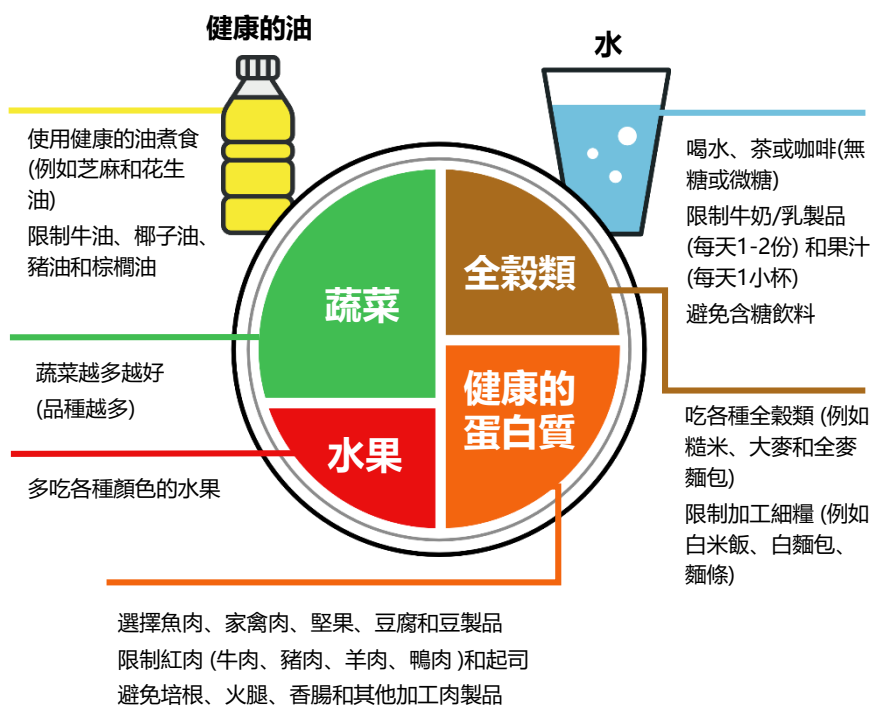 健康的油
使用健康的油煮食
(例如芝麻和花生
油)
限制牛油、椰子油、
豬油和棕櫚油
水
喝水、茶或咖啡(無
糖或微糖)
限制牛奶/乳製品
(每天1-2份) 和果汁
(每天1小杯)
避免含糖飲料
蔬菜
全穀類
健康的
蛋白質
水果
蔬菜越多越好
(品種越多)
多吃各種顏色的水果
吃各種全穀類 (例如
糙米、大麥和全麥
麵包)
限制加工細糧 (例如
白米飯、白麵包、
麵條)
選擇魚肉、家禽肉、堅果、豆腐和豆製品
限制紅肉 (牛肉、豬肉、羊肉、鴨肉 )和起司
避免培根、火腿、香腸和其他加工肉製品